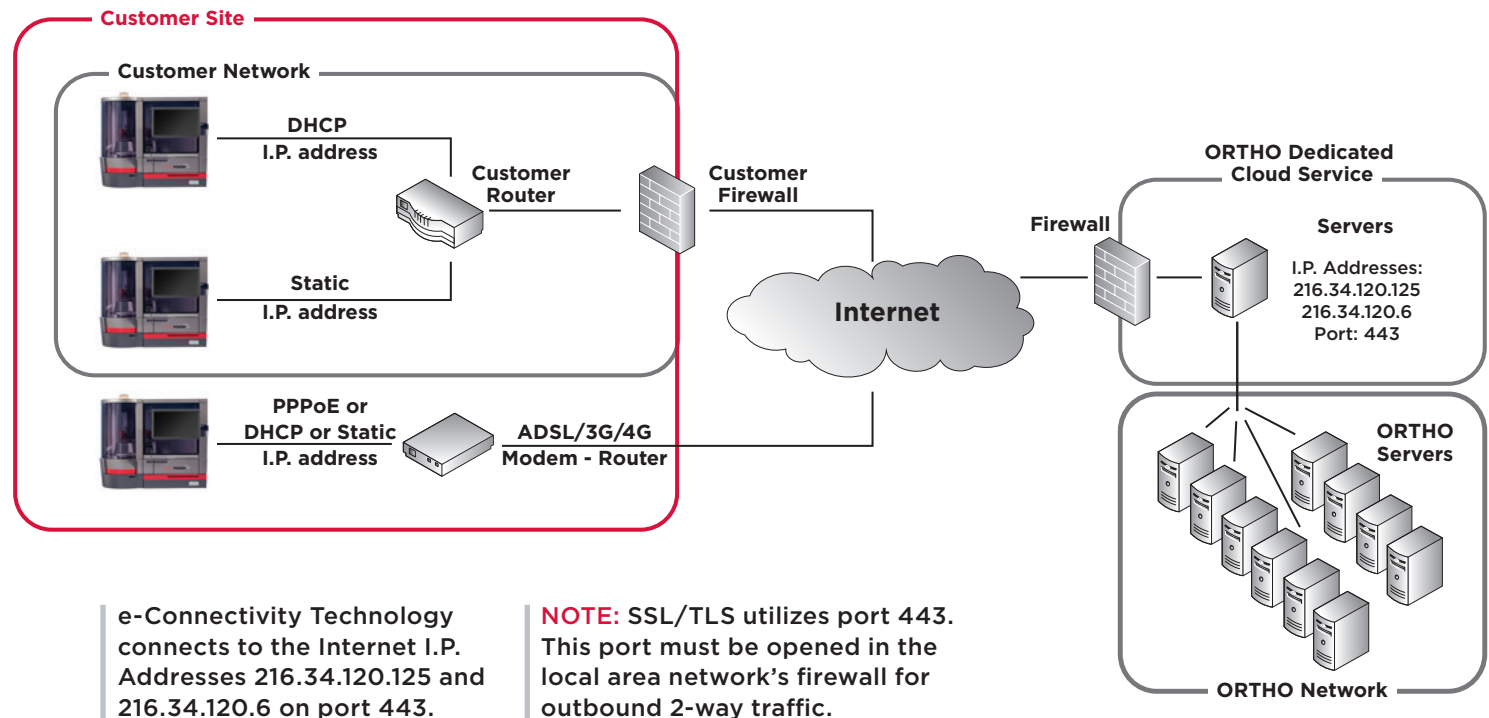 Customer Site
Customer Network
DHCP
I.P. address
Customer
Router
Customer
Firewall
Static
I.P. address
PPPoE or
DHCP or Static
I.P. address
ADSL/3G/4G
Modem - Router
Internet
Firewall
ORTHO Dedicated
Cloud Service
Servers
I.P. Addresses:
216.34.120.125
216.34.120.6
Port: 443
ORTHO
Servers
ORTHO Network
e-Connectivity Technology
connects to the Internet I.P.
Addresses 216.34.120.125 and
216.34.120.6 on port 443.
NOTE: SSL/TLS utilizes port 443.
This port must be opened in the
local area network's firewall for
outbound 2-way traffic.